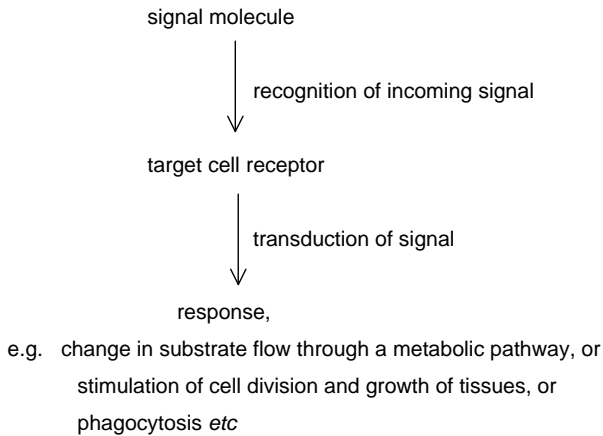 signal molecule
recognition of incoming signal
target cell receptor
transduction of signal
response,
e.g. change in substrate flow through a metabolic pathway, or
stimulation of cell division and growth of tissues, or
phagocytosis etc